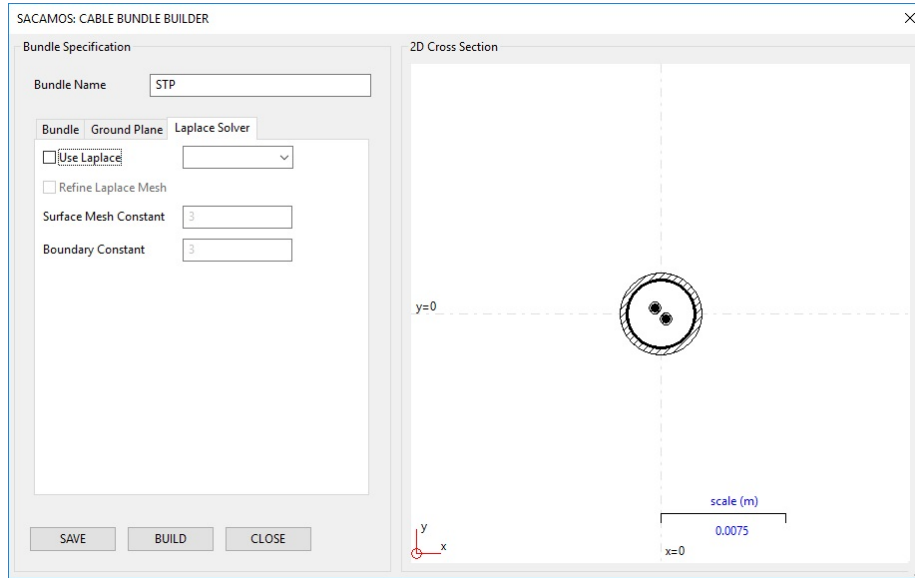 SACAMOS: CABLE BUNDLE BUILDER
Bundle Specification
Bundle Name STP
Bundle Ground Plane Laplace Solver
Use Laplace
Refine Laplace Mesh
Surface Mesh Constant 3
Boundary Constant 3
SAVE BUILD CLOSE
2D Cross Section
y=0
scale (m)
0.0075
x=0
y
x